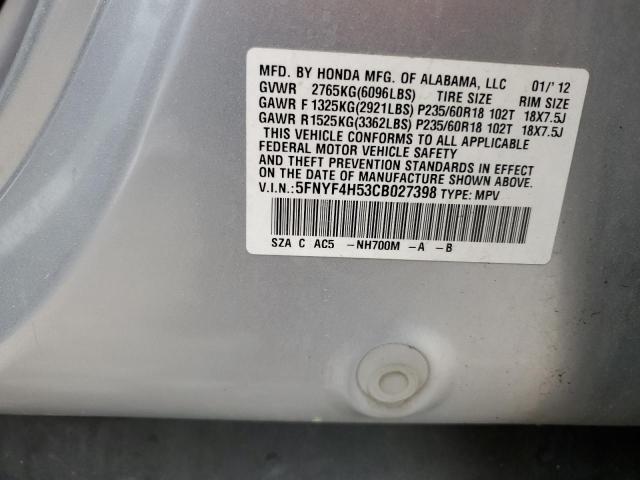 MFD. BY HONDA MFG. OF ALABAMA, LLC 01/'12
GVWR 2765KG(6096LBS) TIRE SIZE RIM SIZE
GAWR F 1325KG(2921LBS) P235/60R18 102T 18X7.5J
GAWR R 1525KG(3362LBS) P235/60R18 102T 18X7.5J
THIS VEHICLE CONFORMS TO ALL APPLICABLE
FEDERAL MOTOR VEHICLE SAFETY
AND THEFT PREVENTION STANDARDS IN EFFECT
ON THE DATE OF MANUFACTURE SHOWN ABOVE.
V.I.N.: 5FNYF4H53CB027398 TYPE: MPV
SZA C AC5 -NH700M -A -B